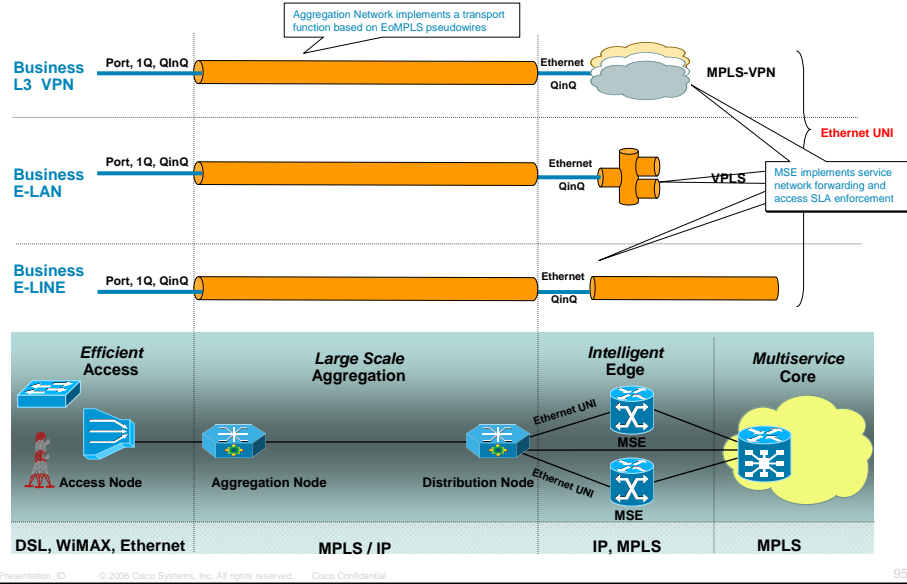 Aggregation Network implements a transport
function based on EoMPLS pseudowires
Business
L3 VPN
Port, 1Q, QinQ
Ethernet
QinQ
MPLS-VPN
Ethernet UNI
Business
E-LAN
Port, 1Q, QinQ
Ethernet
QinQ
VPLS
MSE implements service
network forwarding and
access SLA enforcement
Business
E-LINE
Port, 1Q, QinQ
Ethernet
QinQ
Efficient
Access
Large Scale
Aggregation
Intelligent
Edge
Multiservice
Core
Ethernet UNI
MSE
Access Node
Aggregation Node
Distribution Node
Ethernet UNI
MSE
DSL, WiMAX, Ethernet
MPLS / IP
IP, MPLS
MPLS
Presentation_ID
© 2006 Cisco Systems, Inc. All rights reserved.
Cisco Confidential
95